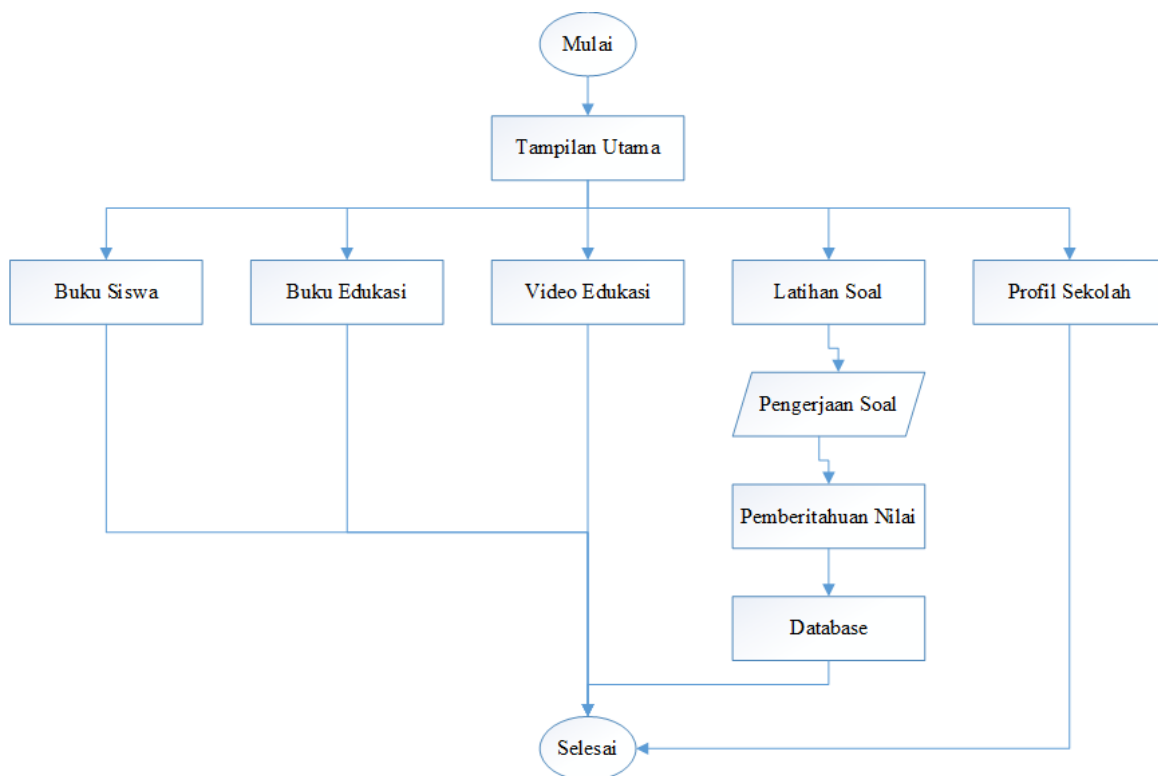 Mulai
Tampilan Utama
Buku Siswa
Buku Edukasi
Video Edukasi
Latihan Soal
Profil Sekolah
Pengerjaan Soal
Pemberitahuan Nilai
Database
Selesai